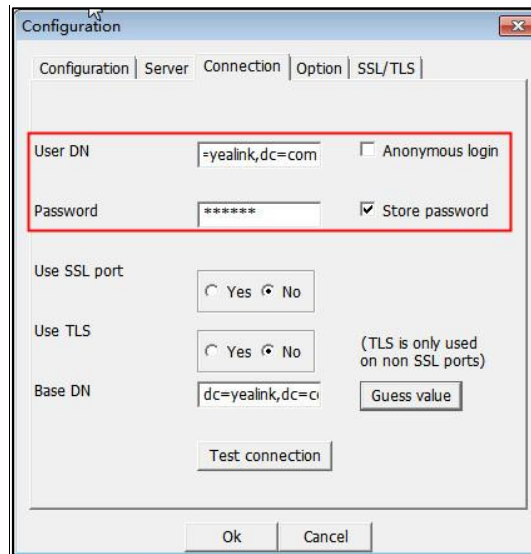 Configuration
Configuration Server Connection Option SSL/TLS
User DN =yealink,dc=com Anonymous login
Password ****** Store password
Use SSL port
Yes No
Use TLS
Yes No
(TLS is only used
on non SSL ports)
Base DN dc=yealink,dc=c Guess value
Test connection
Ok Cancel